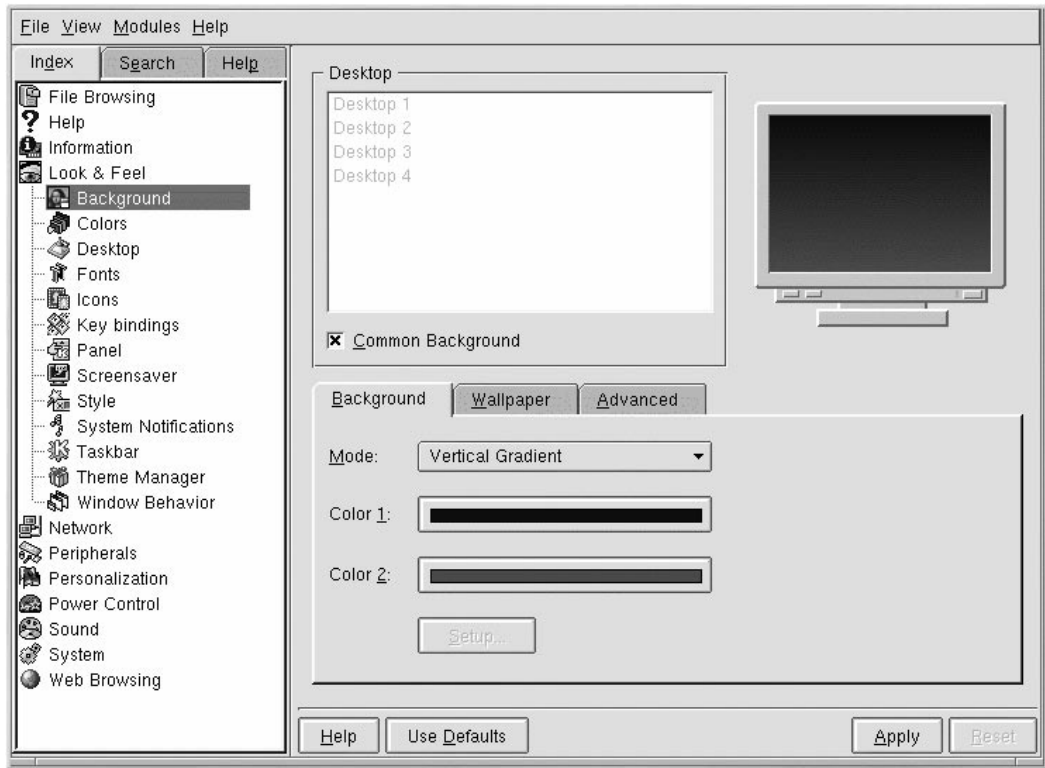 File View Modules Help
Index Search Help
File Browsing
Help
Information
Look & Feel
Background
Colors
Desktop
Fonts
Icons
Key bindings
Panel
Screensaver
Style
System Notifications
Taskbar
Theme Manager
Window Behavior
Network
Peripherals
Personalization
Power Control
Sound
System
Web Browsing
Desktop
Desktop 1
Desktop 2
Desktop 3
Desktop 4
Common Background
Background Wallpaper Advanced
Mode: Vertical Gradient
Color 1:
Color 2:
Setup...
Help Use Defaults Apply Reset